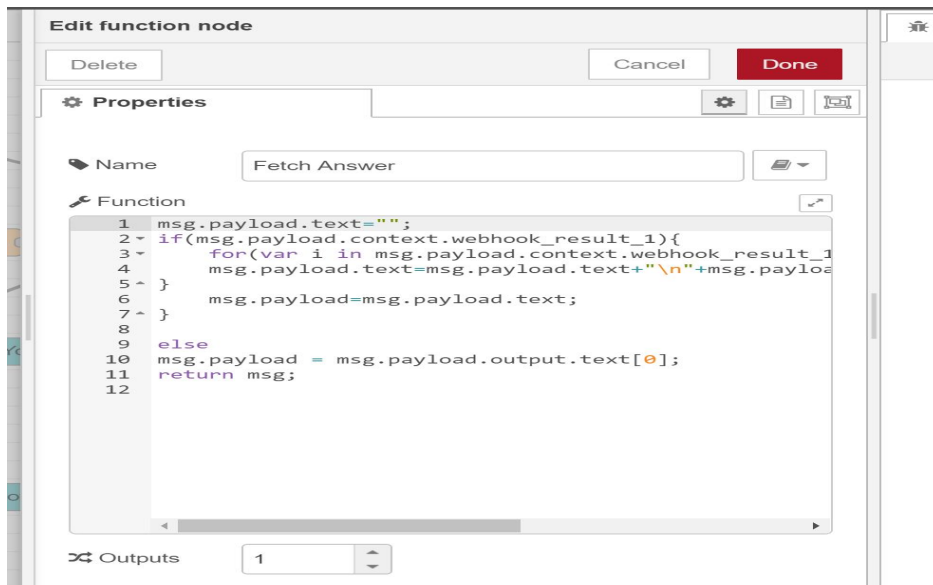 Edit function node
Delete
Cancel
Done
Properties
Name
Fetch Answer
Function
1 msg.payload.text="";
2 if(msg.payload.context.webhook_result_1){
3 for(var i in msg.payload.context.webhook_result_1
4 msg.payload.text=msg.payload.text+"\n"+msg.payloa
5 }
6 msg.payload=msg.payload.text;
7 }
8
9 else
10 msg.payload = msg.payload.output.text[0];
11 return msg;
12
Outputs
1